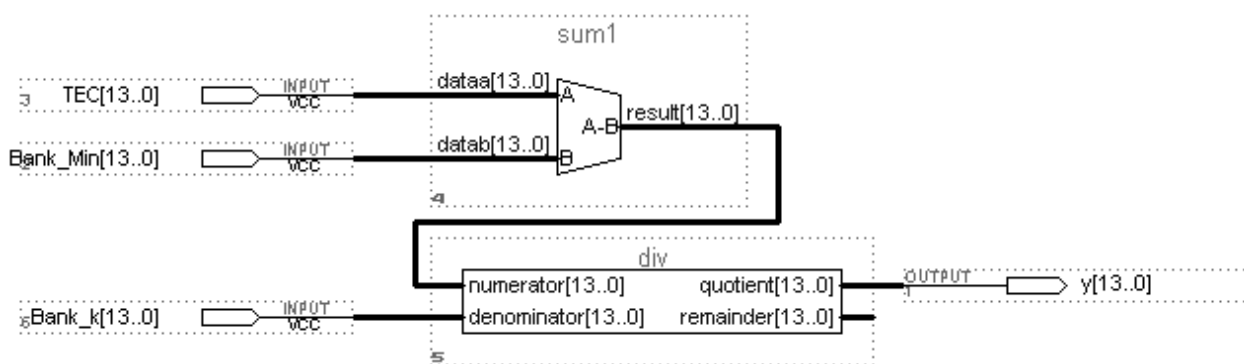 sum1
dataa[13..0]
3 TEC[13..0] INPUT VCC
A
result[13..0]
A-B
datab[13..0]
Bank_Min[13..0] INPUT VCC
B
4
div
numerator[13..0] quotient[13..0] OUTPUT 1 y[13..0]
6 Bank_k[13..0] INPUT VCC denominator[13..0] remainder[13..0]
5